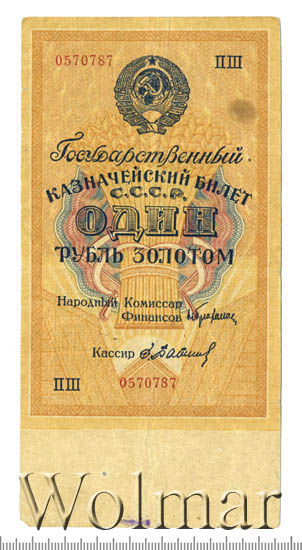 0570787 ПШ
Государственный
КАЗНАЧЕЙСКИЙ БИЛЕТ
С.С.С.Р.
ОДИН
РУБЛЬ ЗОЛОТОМ
Народный Комиссар
Финансов
Кассир
ПШ 0570787
Wolmar